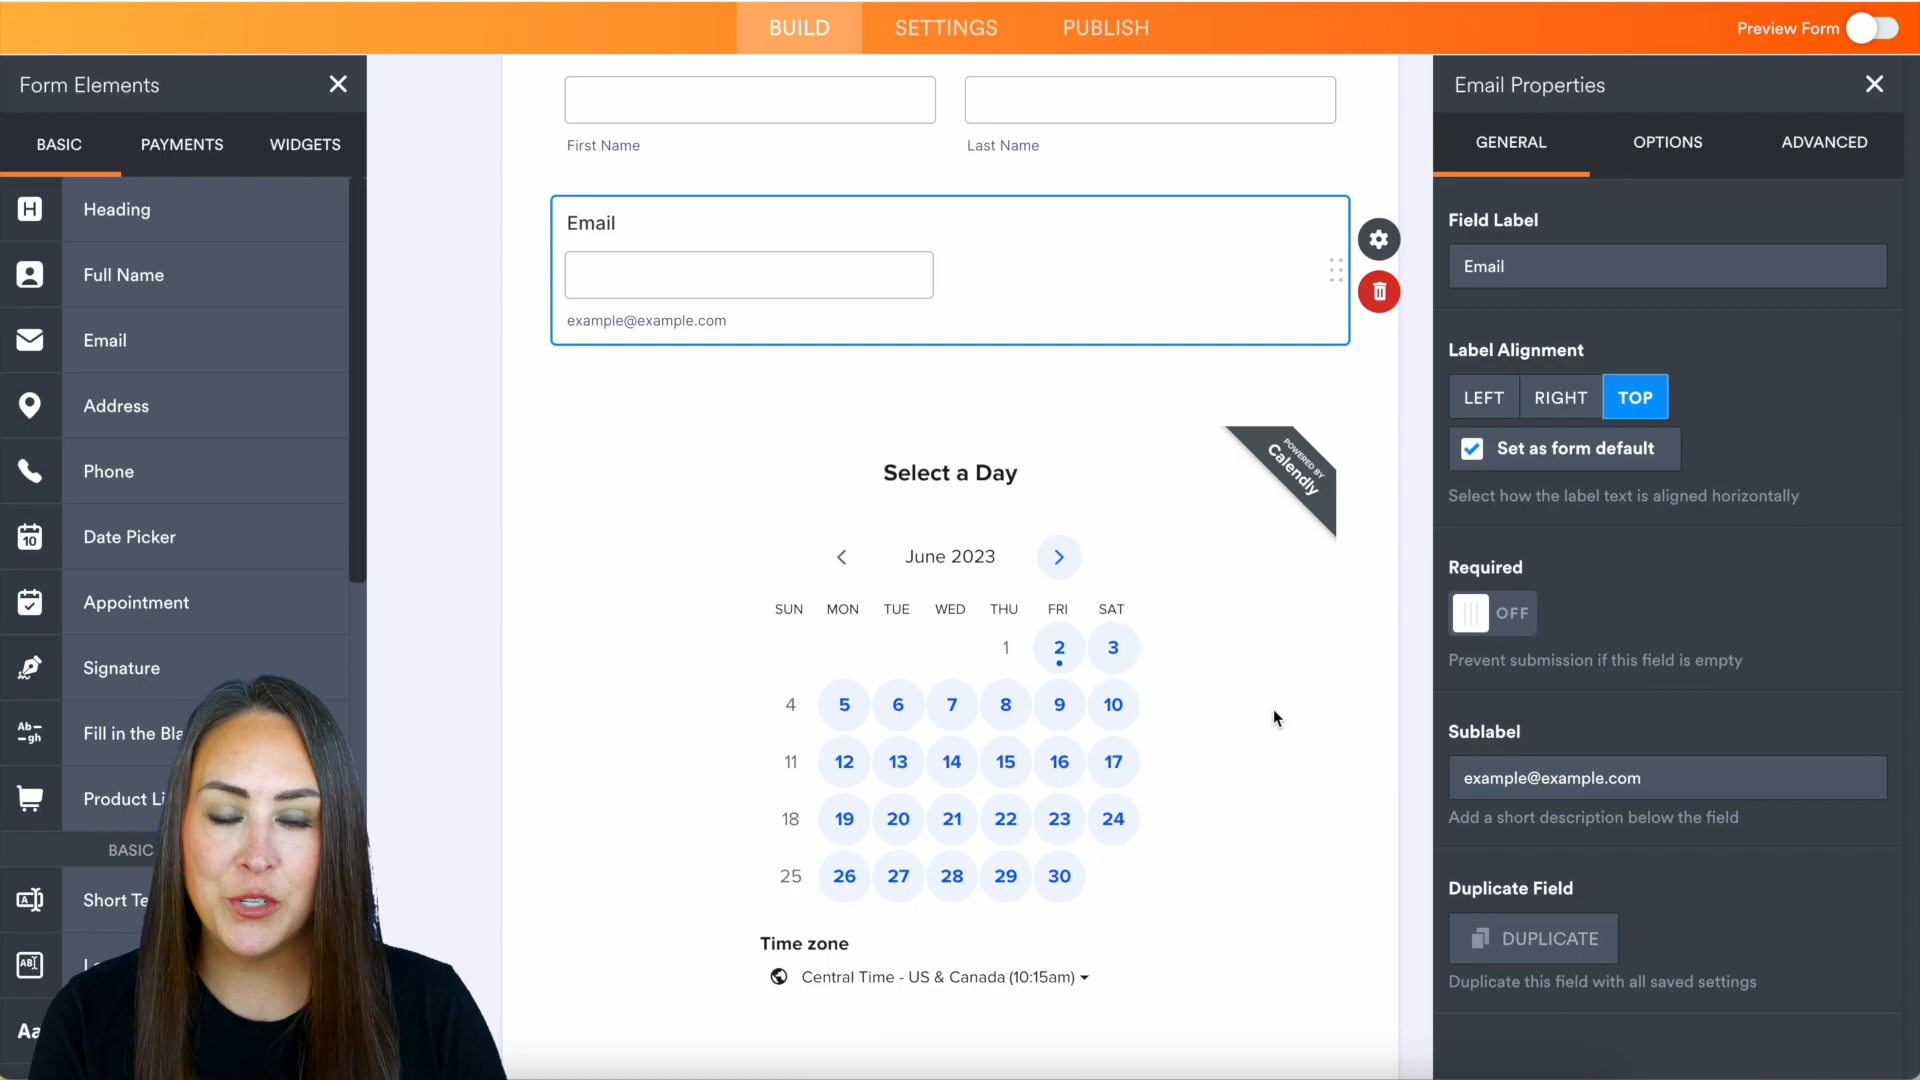 BUILD
SETTINGS
PUBLISH
Preview Form
Form Elements
BASIC
PAYMENTS
WIDGETS
H
Heading
Full Name
Email
Address
Phone
10
Date Picker
Appointment
Signature
Ab
gh
Fill in the Bla
Product Li
BASIC
A
Short Te
AB
Aa
First Name
Last Name
Email
example@example.com
POWERED BY
Calendly
Select a Day
June 2023
SUN MON TUE WED THU FRI SAT
1 2 3
4 5 6 7 8 9 10
11 12 13 14 15 16 17
18 19 20 21 22 23 24
25 26 27 28 29 30
Time zone
Central Time - US & Canada (10:15am)
Email Properties
GENERAL
OPTIONS
ADVANCED
Field Label
Email
Label Alignment
LEFT
RIGHT
TOP
Set as form default
Select how the label text is aligned horizontally
Required
OFF
Prevent submission if this field is empty
Sublabel
example@example.com
Add a short description below the field
Duplicate Field
DUPLICATE
Duplicate this field with all saved settings